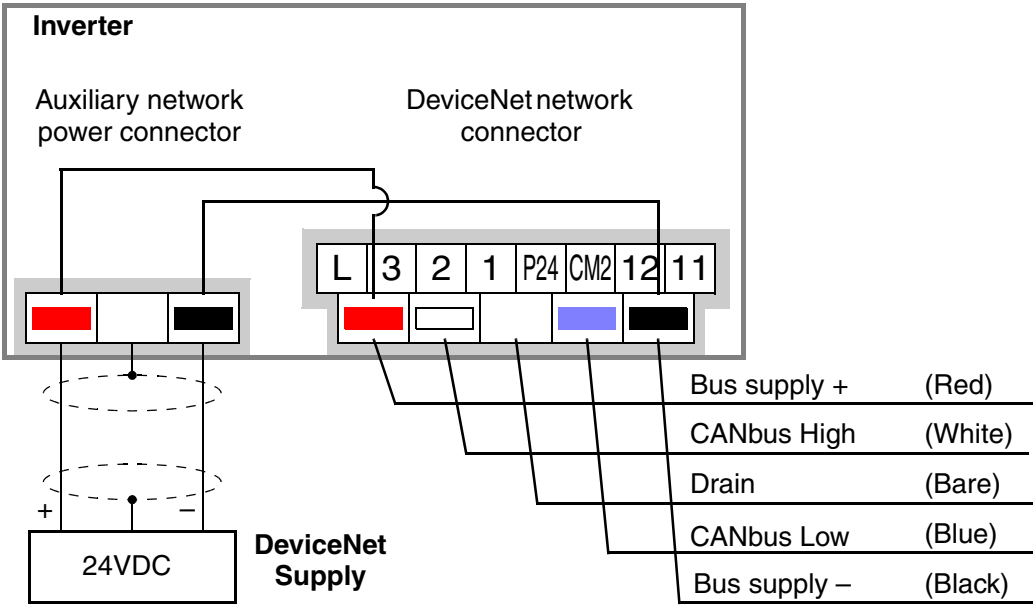 Inverter
Auxiliary network
power connector
DeviceNet network
connector
L 3 2 1 P24 CM2 12 11
Bus supply + (Red)
CANbus High (White)
Drain (Bare)
CANbus Low (Blue)
Bus supply – (Black)
+ –
24VDC
DeviceNet
Supply